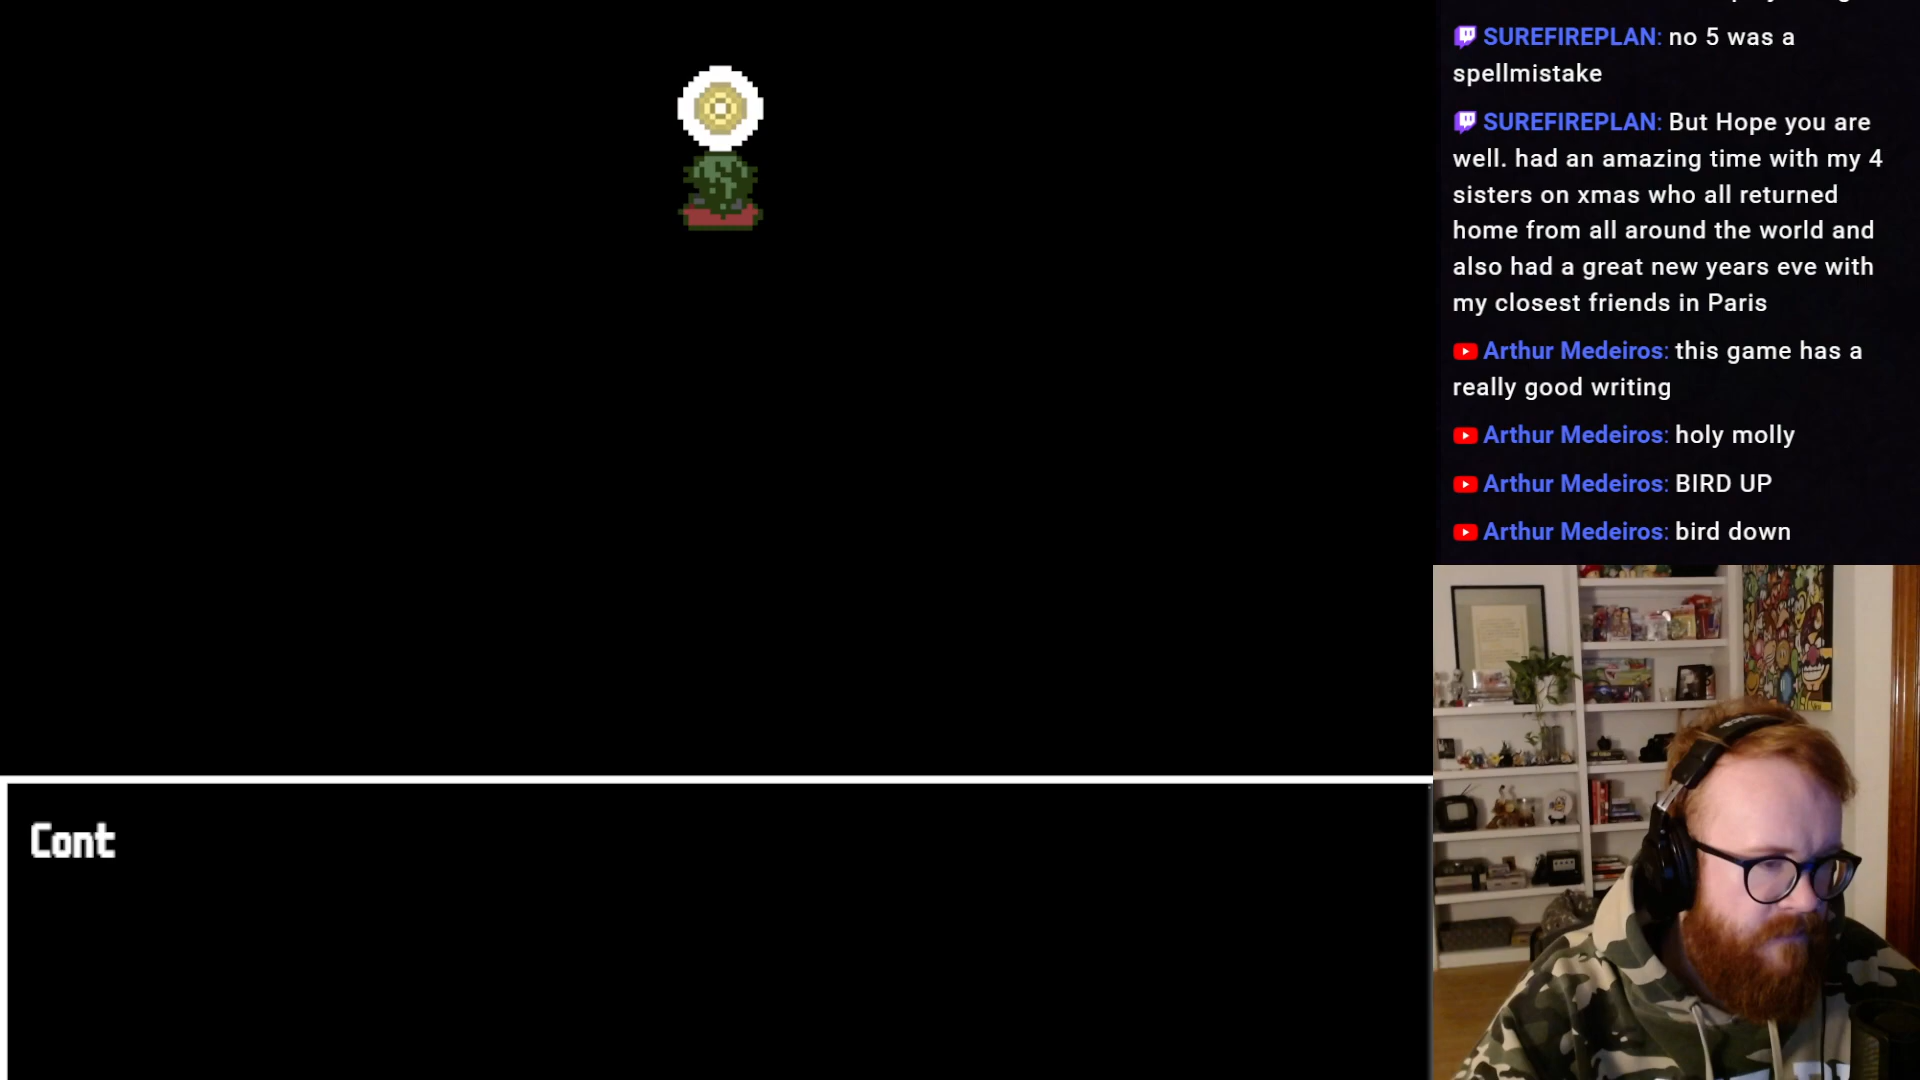 SUREFIREPLAN: no 5 was a
spellmistake
SUREFIREPLAN: But Hope you are
well. had an amazing time with my 4
sisters on xmas who all returned
home from all around the world and
also had a great new years eve with
my closest friends in Paris
Arthur Medeiros: this game has a
really good writing
Arthur Medeiros: holy molly
Arthur Medeiros: BIRD UP
Arthur Medeiros: bird down
Cont